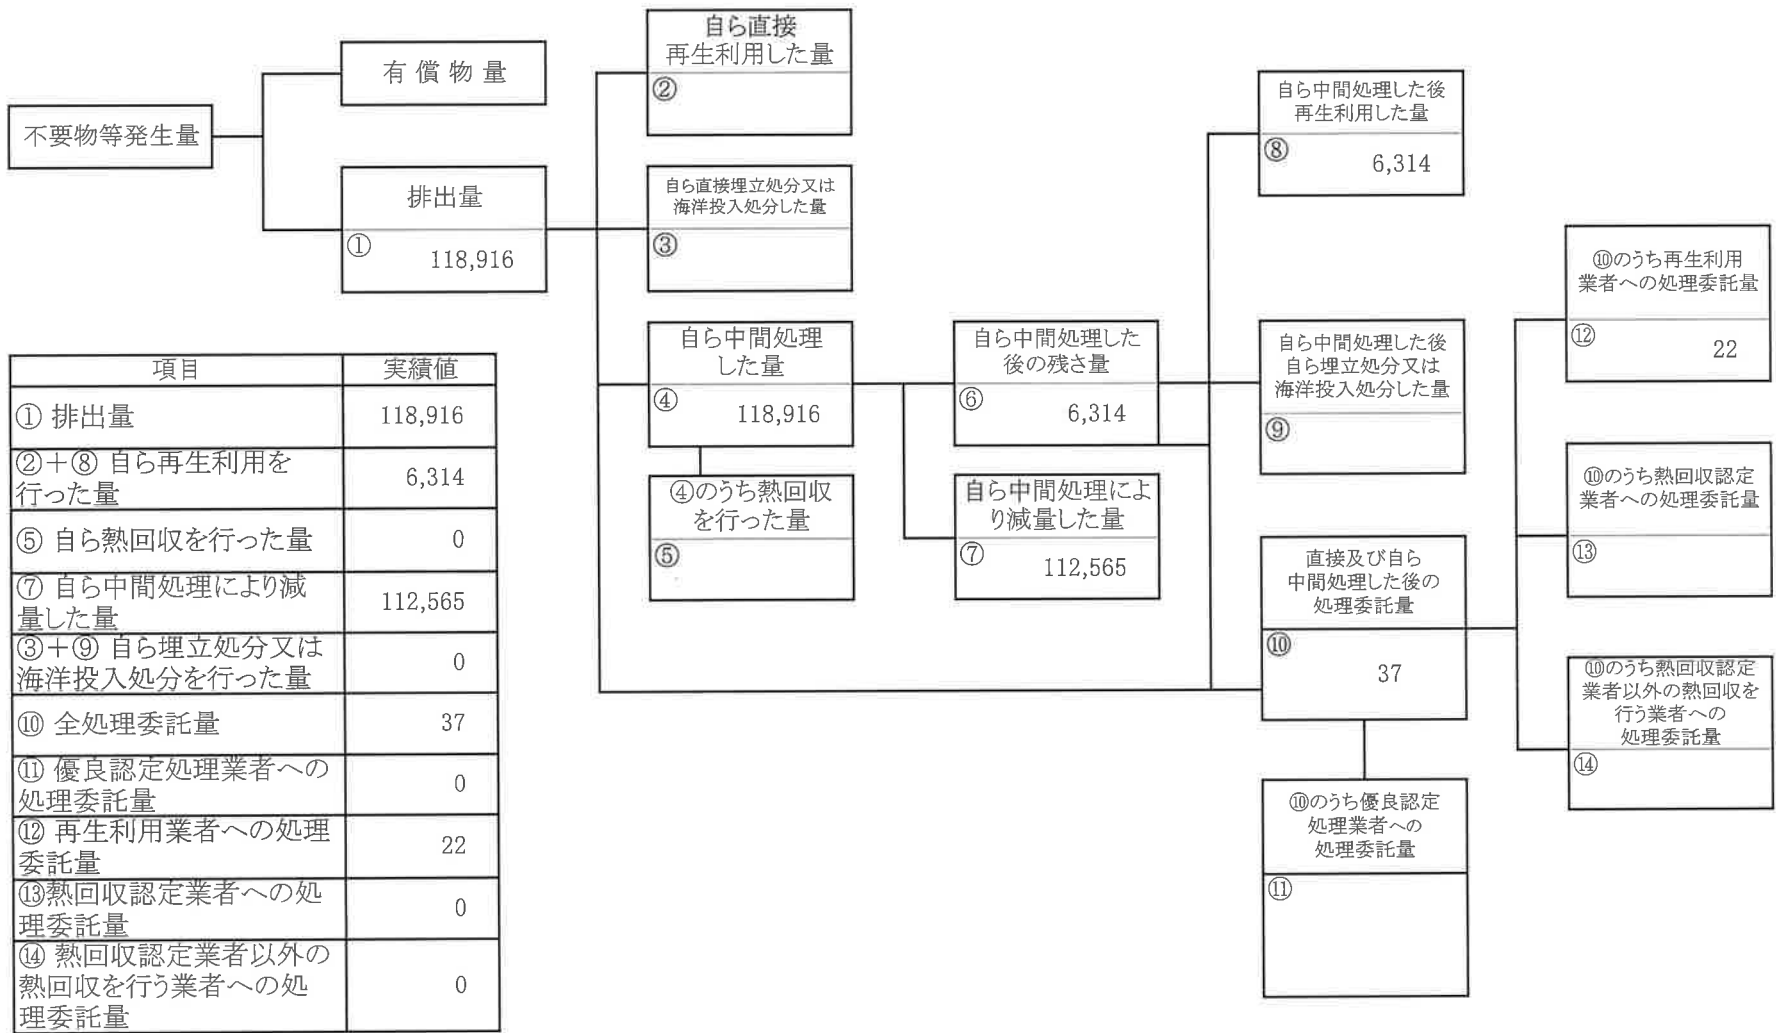 不要物等発生量
有償物量
排出量
①
118,916
自ら直接
再生利用した量
②
自ら直接埋立処分又は
海洋投入処分した量
③
自ら中間処理
した量
④
118,916
④のうち熱回収
を行った量
⑤
自ら中間処理した
後の残さ量
⑥
6,314
自ら中間処理によ
り減量した量
⑦
112,565
自ら中間処理した後
再生利用した量
⑧
6,314
自ら中間処理した後
自ら埋立処分又は
海洋投入処分した量
⑨
直接及び自ら
中間処理した後の
処理委託量
⑩
37
⑩のうち優良認定
処理業者への
処理委託量
⑪
⑩のうち再生利用
業者への処理委託量
⑫
22
⑩のうち熱回収認定
業者への処理委託量
⑬
⑩のうち熱回収認定
業者以外の熱回収を
行う業者への
処理委託量
⑭
項目 実績値
① 排出量 118,916
②+⑧ 自ら再生利用を
行った量 6,314
⑤ 自ら熱回収を行った量 0
⑦ 自ら中間処理により減
量した量 112,565
③+⑨ 自ら埋立処分又は
海洋投入処分を行った量 0
⑩ 全処理委託量 37
⑪ 優良認定処理業者への
処理委託量 0
⑫ 再生利用業者への処理
委託量 22
⑬熱回収認定業者への処
理委託量 0
⑭ 熱回収認定業者以外の
熱回収を行う業者への処
理委託量 0